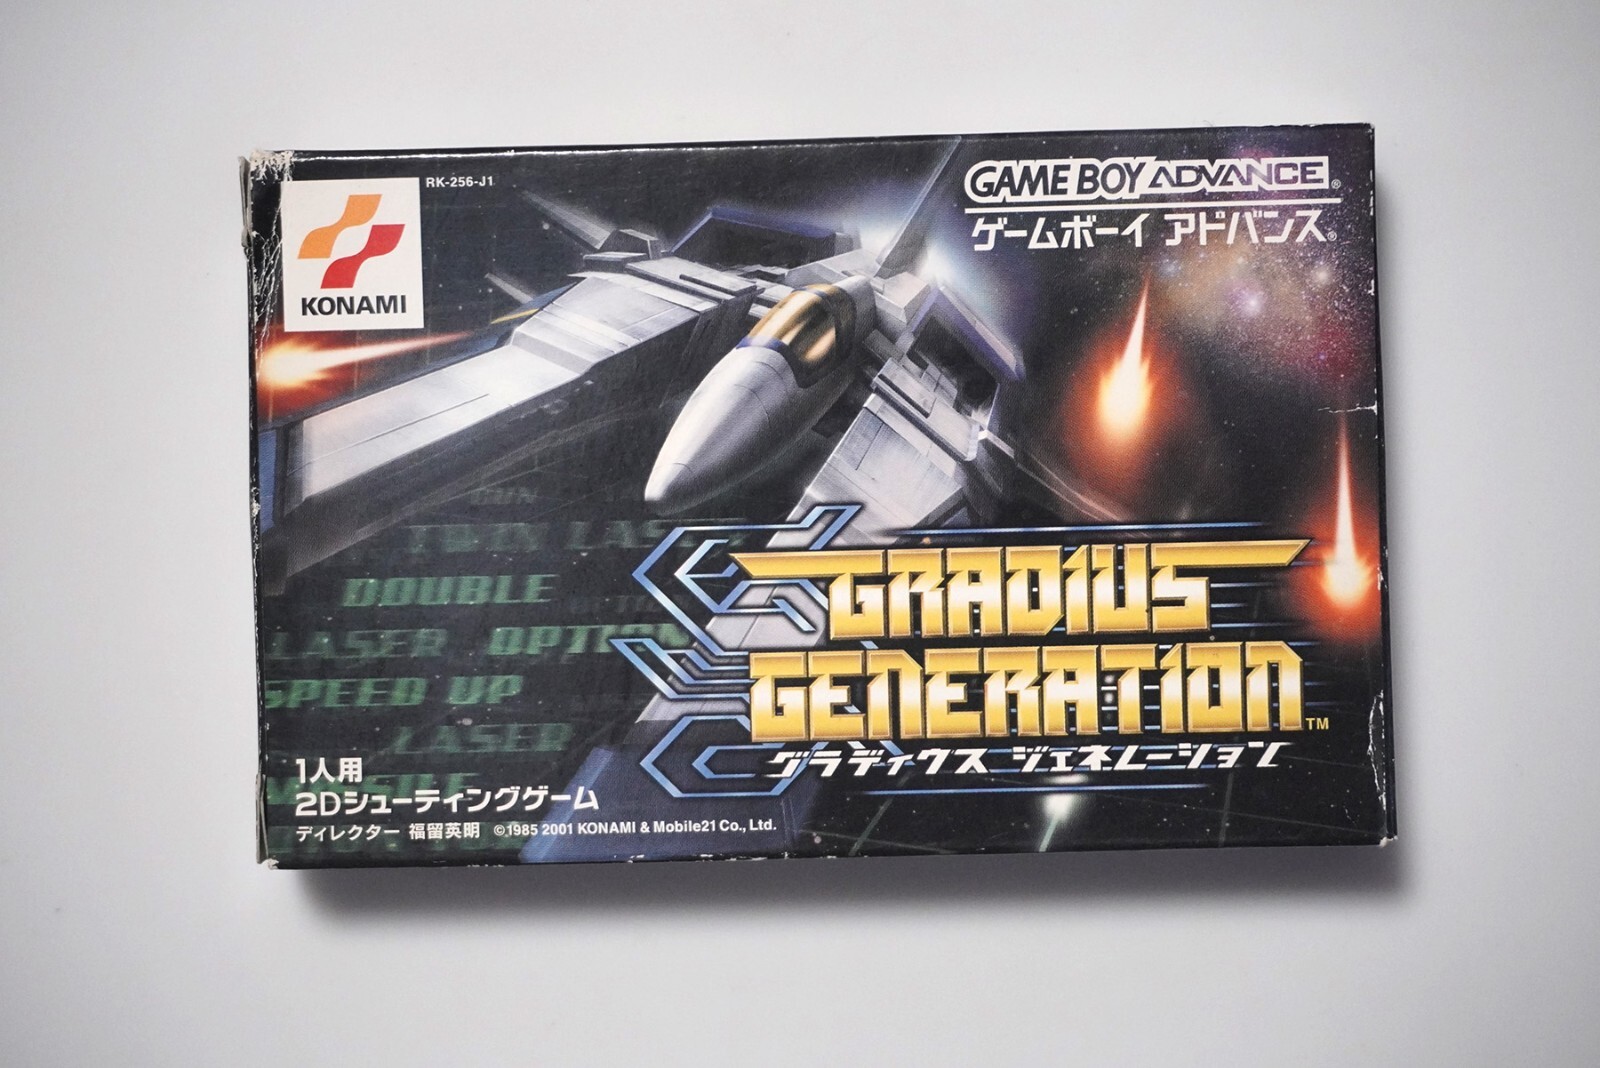 KONAMI
RK-256-J1
GAME BOY ADVANCE®
ゲームボーイ アドバンス®
TWIN LAS
DOUBLE
LASER OPTION
SPEED UP
LASER
GRADIUS
GENERATION™
グラディウス ジェネレーション
1人用
2Dシューティングゲーム
ディレクター 福留英明 ©1985 2001 KONAMI & Mobile21 Co., Ltd.